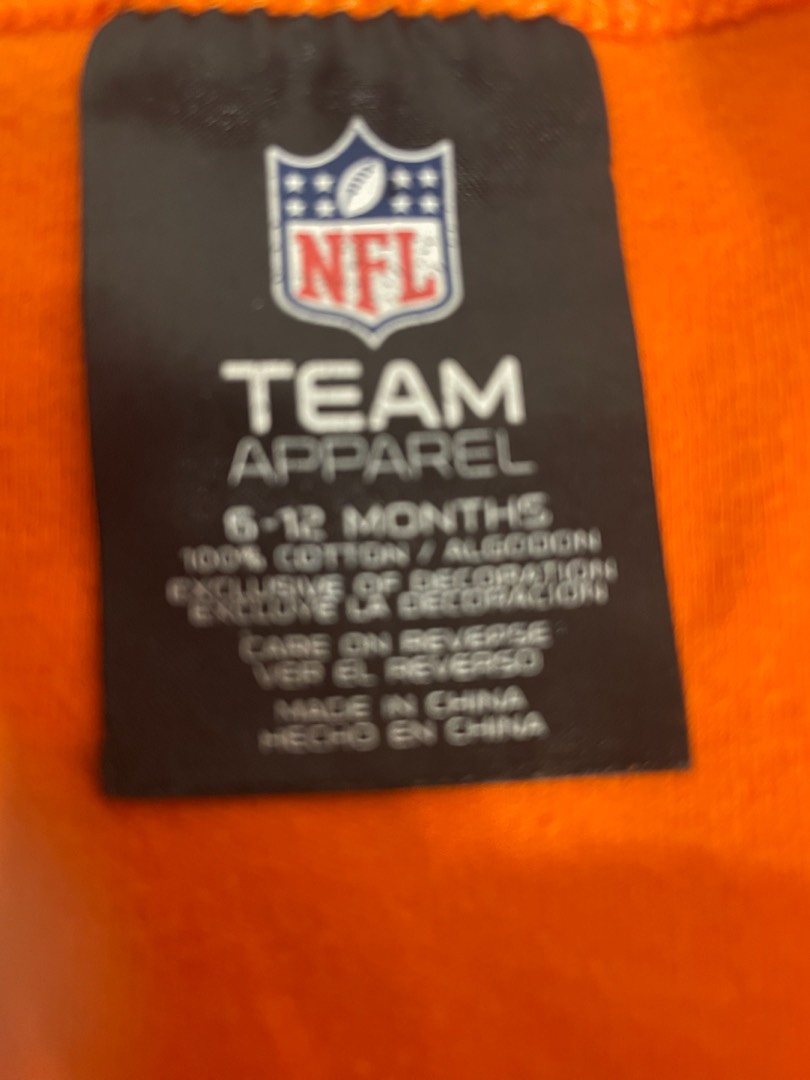 NFL
TEAM
APPAREL
6-12 MONTHS
100% COTTON / ALGODON
EXCLUSIVE OF DECORATION
EXCLUYE LA DECORACION
CARE ON REVERSE
VER EL REVERSO
MADE IN CHINA
HECHO EN CHINA